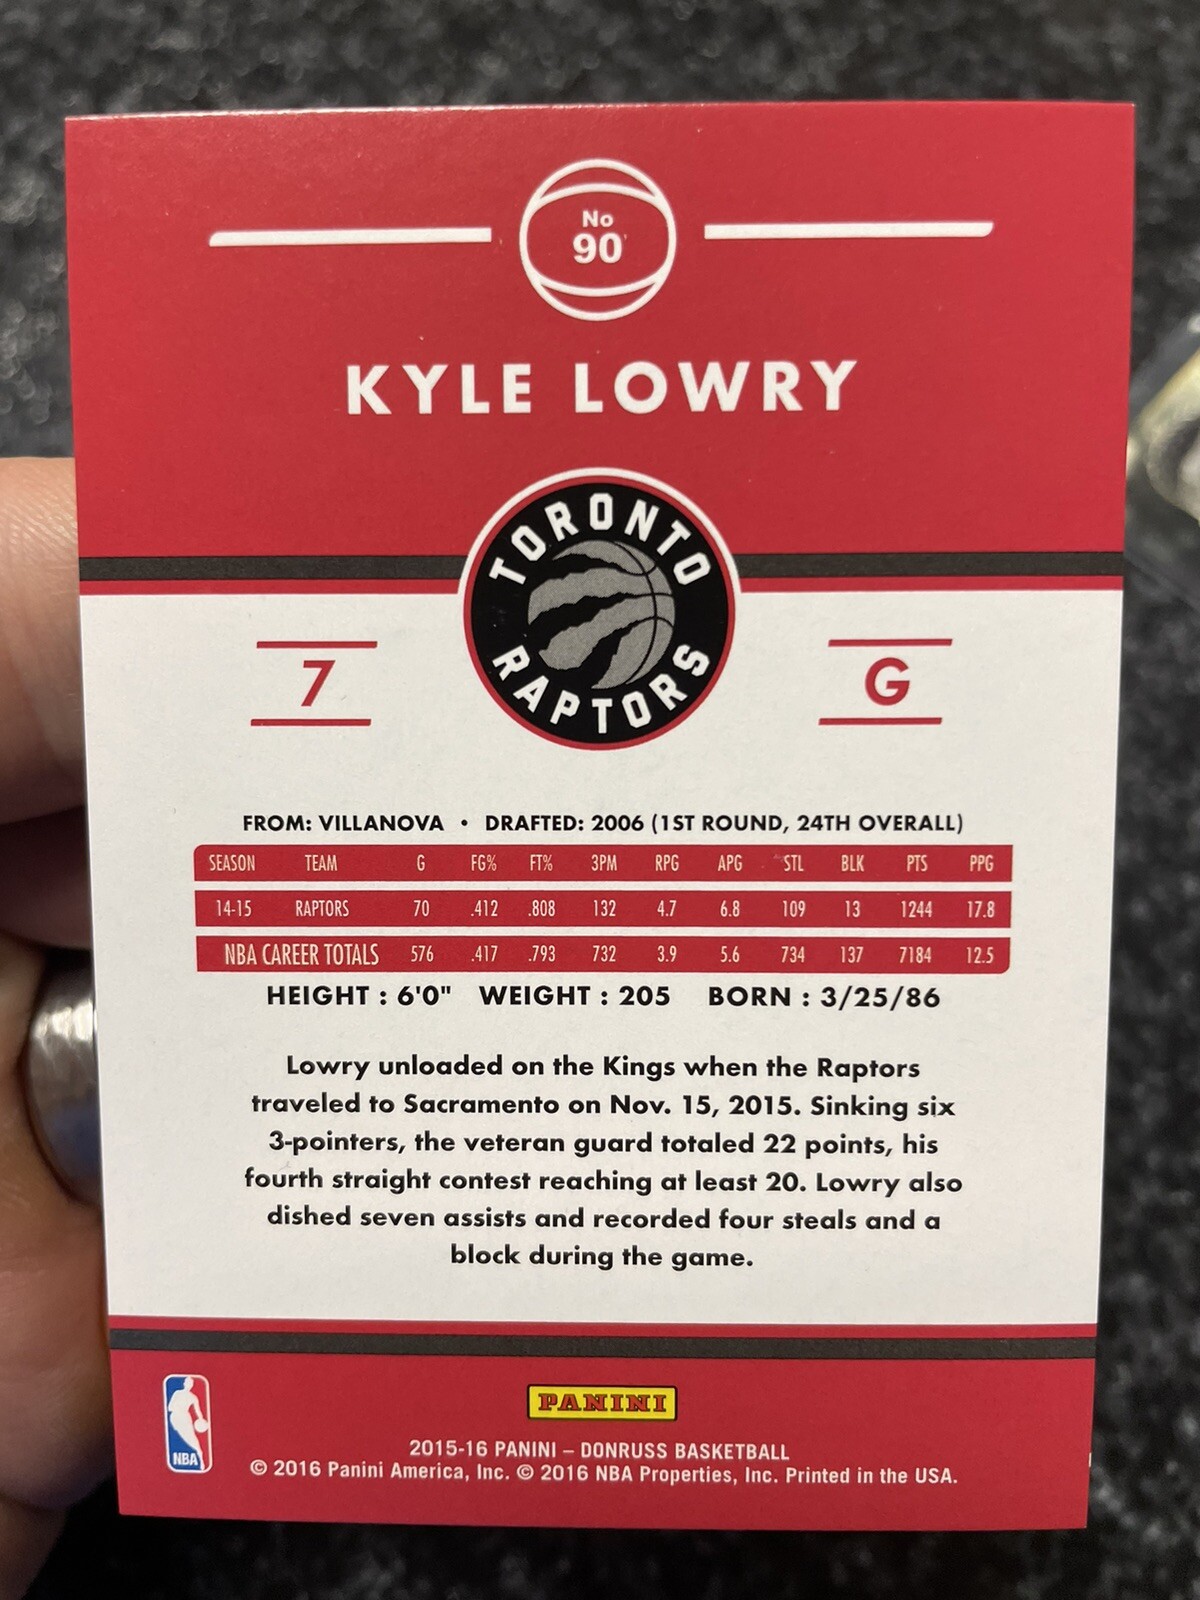 No
90
KYLE LOWRY
TORONTO
RAPTORS
7
G
FROM: VILLANOVA • DRAFTED: 2006 (1ST ROUND, 24TH OVERALL)
SEASON TEAM G FG% FT% 3PM RPG APG STL BLK PTS PPG
14-15 RAPTORS 70 .412 .808 132 4.7 6.8 109 13 1244 17.8
NBA CAREER TOTALS 576 .417 .793 732 3.9 5.6 734 137 7184 12.5
HEIGHT : 6'0" WEIGHT : 205 BORN : 3/25/86
Lowry unloaded on the Kings when the Raptors
traveled to Sacramento on Nov. 15, 2015. Sinking six
3-pointers, the veteran guard totaled 22 points, his
fourth straight contest reaching at least 20. Lowry also
dished seven assists and recorded four steals and a
block during the game.
NBA
PANINI
2015-16 PANINI – DONRUSS BASKETBALL
© 2016 Panini America, Inc. © 2016 NBA Properties, Inc. Printed in the USA.